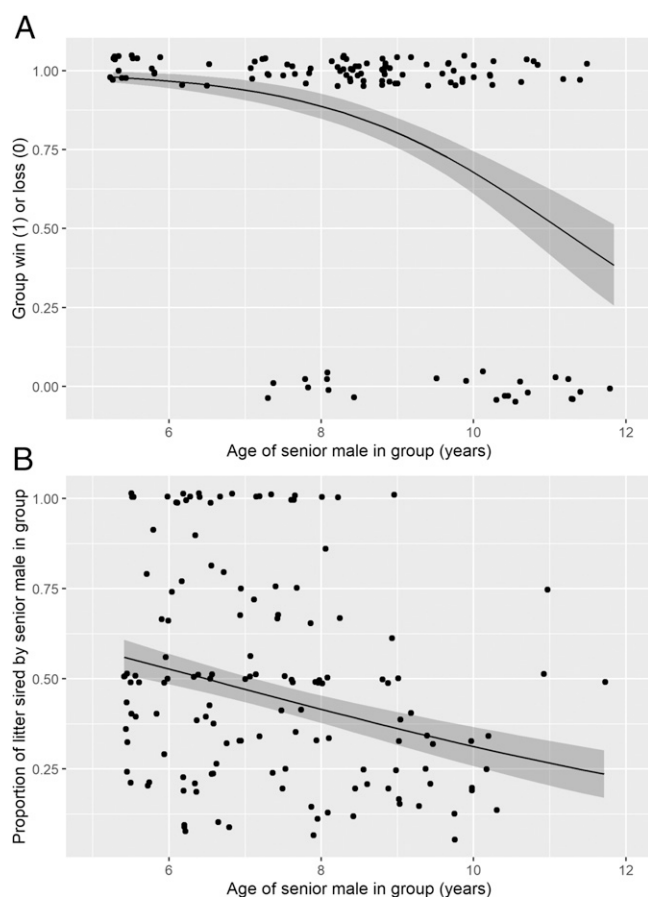 A
1.00
0.75
0.50
0.25
0.00
Group win (1) or loss (0)
6 8 10 12
Age of senior male in group (years)
B
1.00
0.75
0.50
0.25
Proportion of litter sired by senior male in group
6 8 10 12
Age of senior male in group (years)